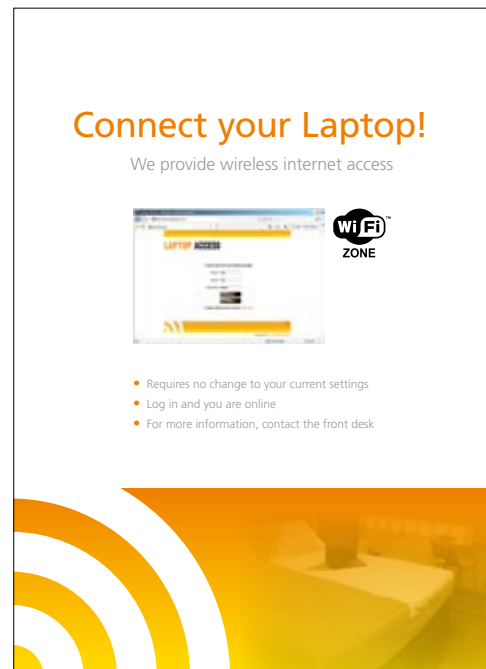 Connect your Laptop!
We provide wireless internet access
Wi Fi™
ZONE
LAPTOP ACCESS
Requires no change to your current settings
Log in and you are online
For more information, contact the front desk